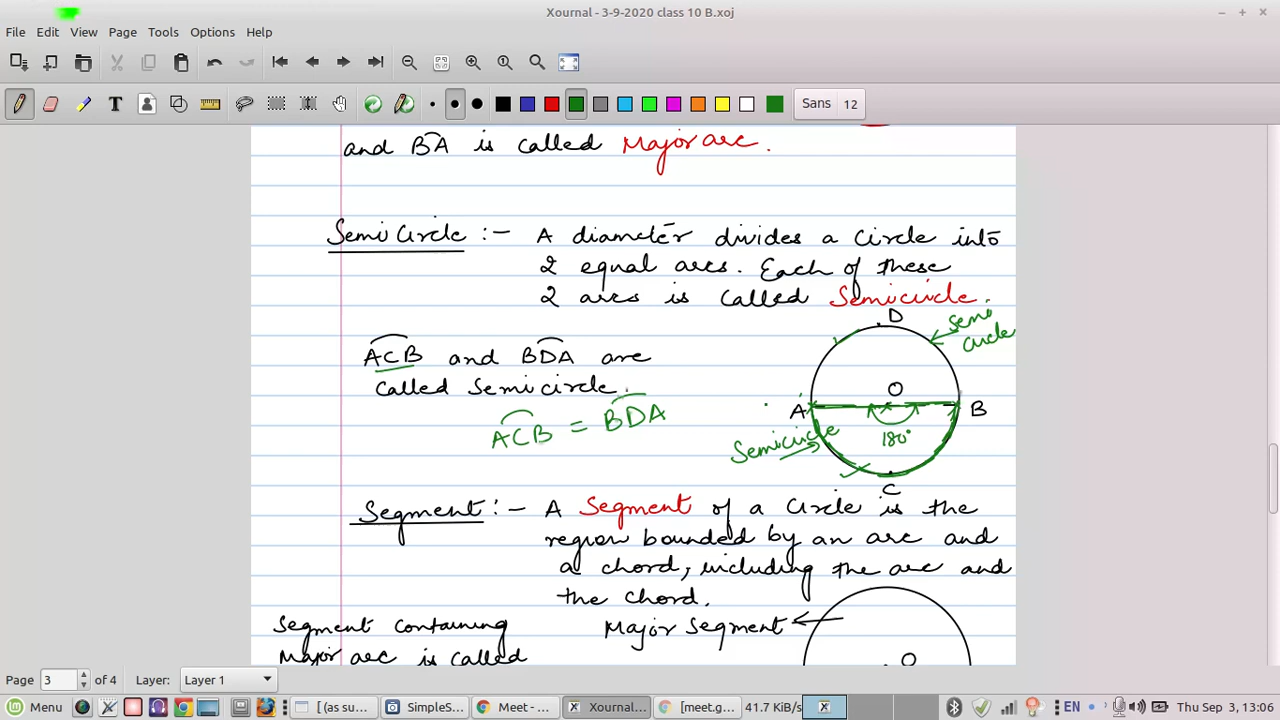 Xournal - 3-9-2020 class 10 B.xoj
File Edit View Page Tools Options Help
Sans 12
and BA is called Major arc.
Semicircle :- A diameter divides a circle into
2 equal arcs. Each of these
2 arcs is called Semicircle.
D
semi
circle
ACB and BDA are
called Semicircle.
ACB = BDA
O
A
B
180°
Semicircle
C
Segment :- A Segment of a circle is the
region bounded by an arc and
a chord, including the arc and
the chord.
Segment containing
Major Segment
Major arc is called
O
Page 3 of 4 Layer: Layer 1
Menu [(as su... SimpleS... Meet - ... Xournal... [meet.g... 41.7 KiB/s EN Thu Sep 3, 13:06